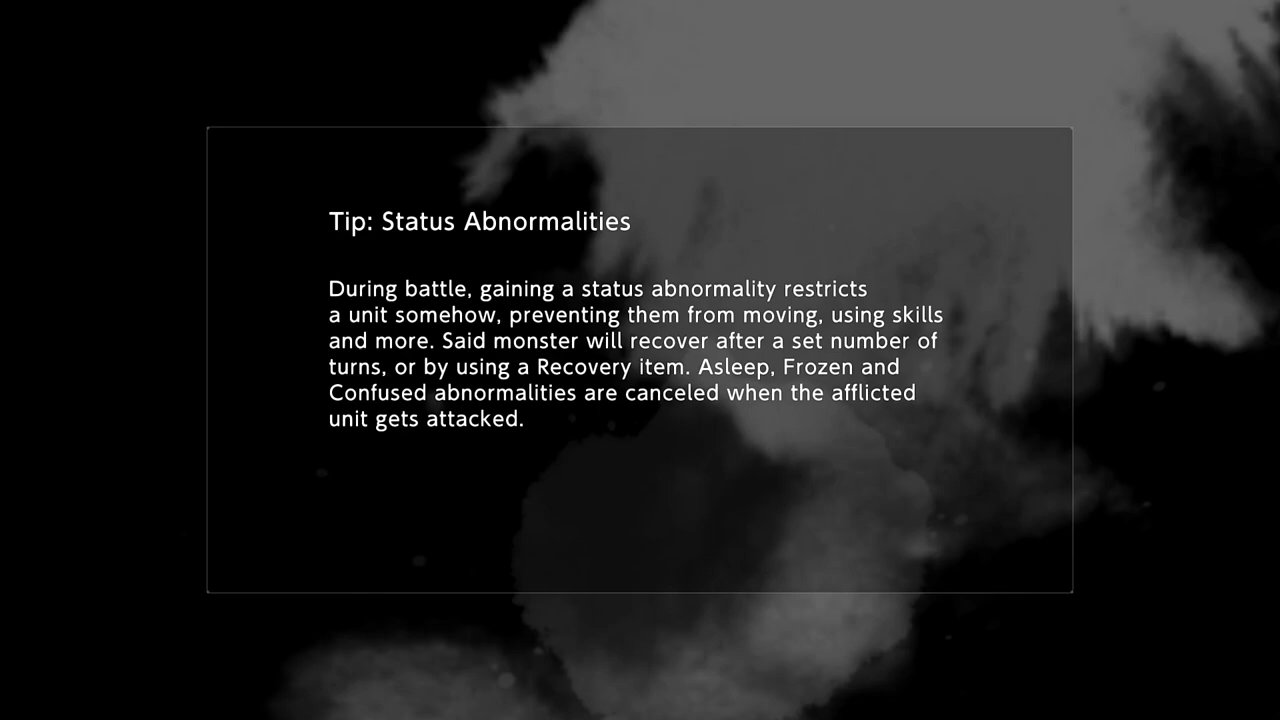 Tip: Status Abnormalities
During battle, gaining a status abnormality restricts
a unit somehow, preventing them from moving, using skills
and more. Said monster will recover after a set number of
turns, or by using a Recovery item. Asleep, Frozen and
Confused abnormalities are canceled when the afflicted
unit gets attacked.